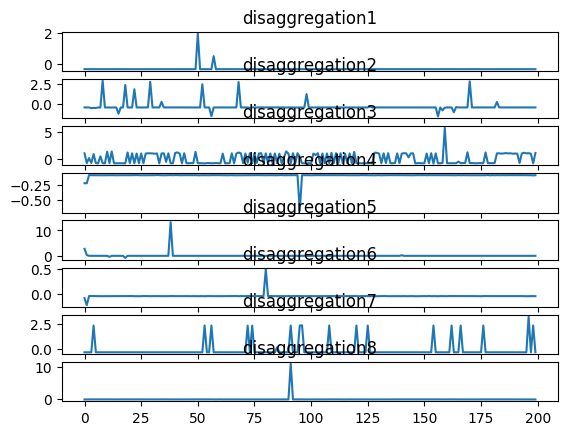 disaggregation1
2
0
disaggregation2
2.5
0.0
disaggregation3
5
0
disaggregation4
−0.25
−0.50
disaggregation5
10
0
disaggregation6
0.5
0.0
disaggregation7
2.5
0.0
disaggregation8
10
0
0 25 50 75 100 125 150 175 200